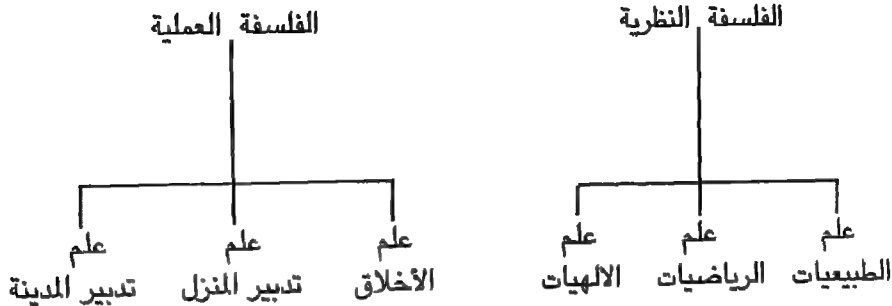 الفلسفة النظرية
الفلسفة العملية
علم علم علم
الطبيعيات الرياضيات الالهيات
علم علم علم
الأخلاق تدبير المنزل تدبير المدينة